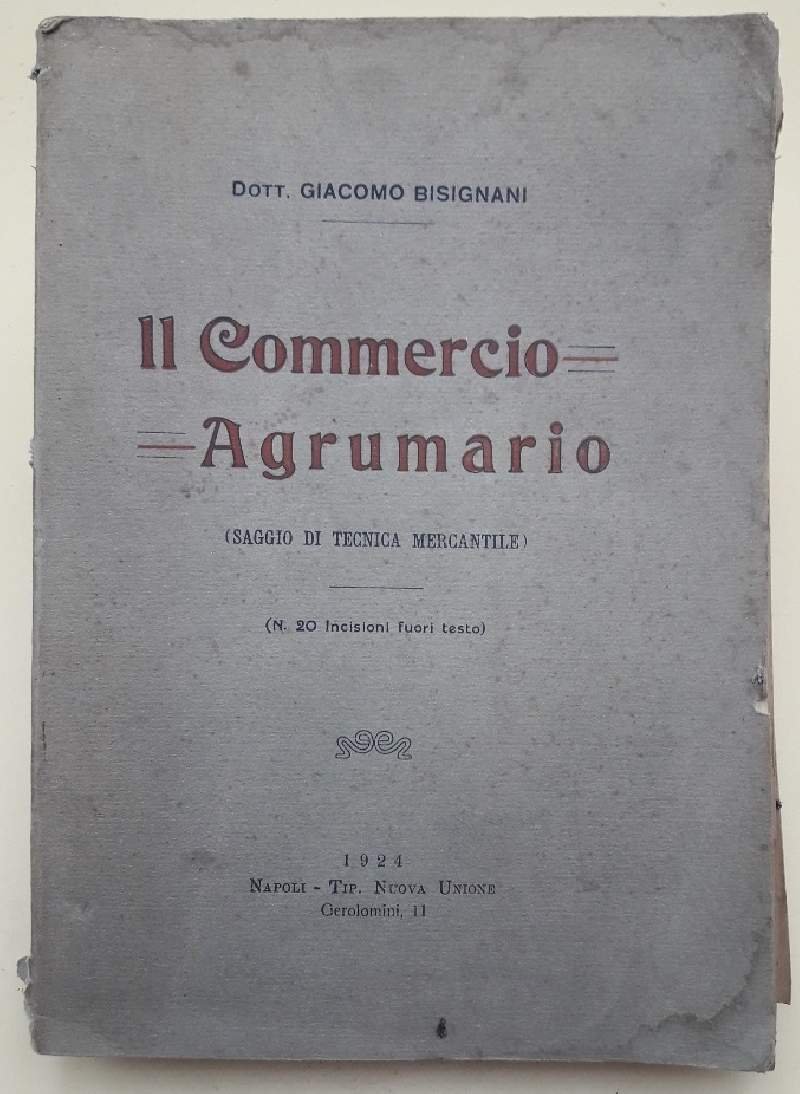 DOTT. GIACOMO BISIGNANI
Il Commercio
Agrumario
(SAGGIO DI TECNICA MERCANTILE)
(N. 20 Incisioni fuori testo)
1924
NAPOLI - TIP. NUOVA UNIONE
Gerolomini, 11